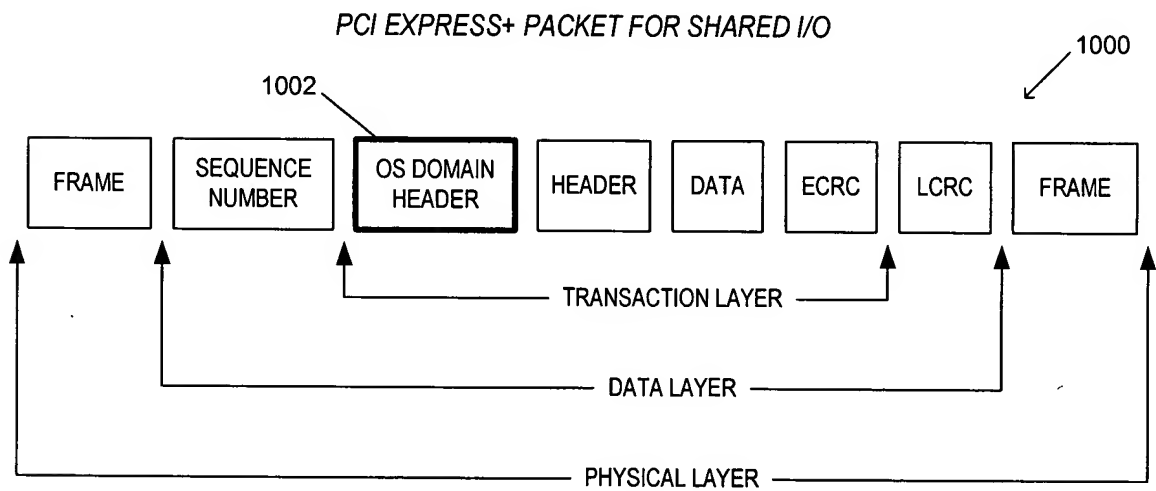 PCI EXPRESS+ PACKET FOR SHARED I/O
1000
1002
FRAME
SEQUENCE
NUMBER
OS DOMAIN
HEADER
HEADER
DATA
ECRC
LCRC
FRAME
TRANSACTION LAYER
DATA LAYER
PHYSICAL LAYER